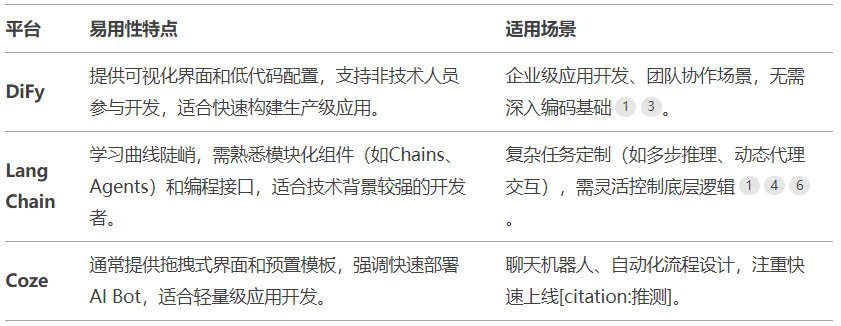 平台 易用性特点 适用场景
提供可视化界面和低代码配置，支持非技术人员 企业级应用开发、团队协作场景，无需
DiFy
参与开发，适合快速构建生产级应用。 深入编码基础 1 3 。
学习曲线陡峭，需熟悉模块化组件（如Chains、 复杂任务定制（如多步推理、动态代理
Lang
Agents）和编程接口，适合技术背景较强的开发 交互），需灵活控制底层逻辑 1 4 6
Chain
者。 。
通常提供拖拽式界面和预置模板，强调快速部署 聊天机器人、自动化流程设计，注重快
Coze
AI Bot，适合轻量级应用开发。 速上线[citation:推测]。